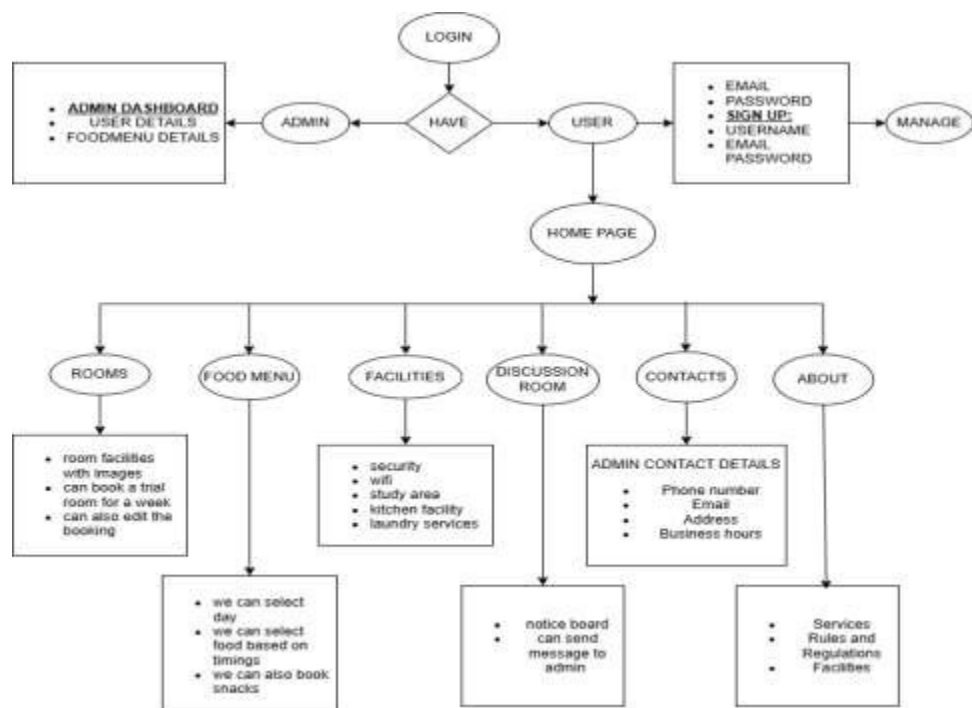 LOGIN
ADMIN DASHBOARD
USER DETAILS
FOODMENU DETAILS
ADMIN
HAVE
USER
EMAIL
PASSWORD
SIGN UP:
USERNAME
EMAIL
PASSWORD
MANAGE
HOME PAGE
ROOMS
FOOD MENU
FACILITIES
DISCUSSION
ROOM
CONTACTS
ABOUT
room facilities
with images
can book a trial
room for a week
can also edit the
booking
security
wifi
study area
kitchen facility
laundry services
ADMIN CONTACT DETAILS
Phone number
Email
Address
Business hours
we can select
day
we can select
food based on
timings
we can also book
snacks
notice board
can send
message to
admin
Services
Rules and
Regulations
Facilities